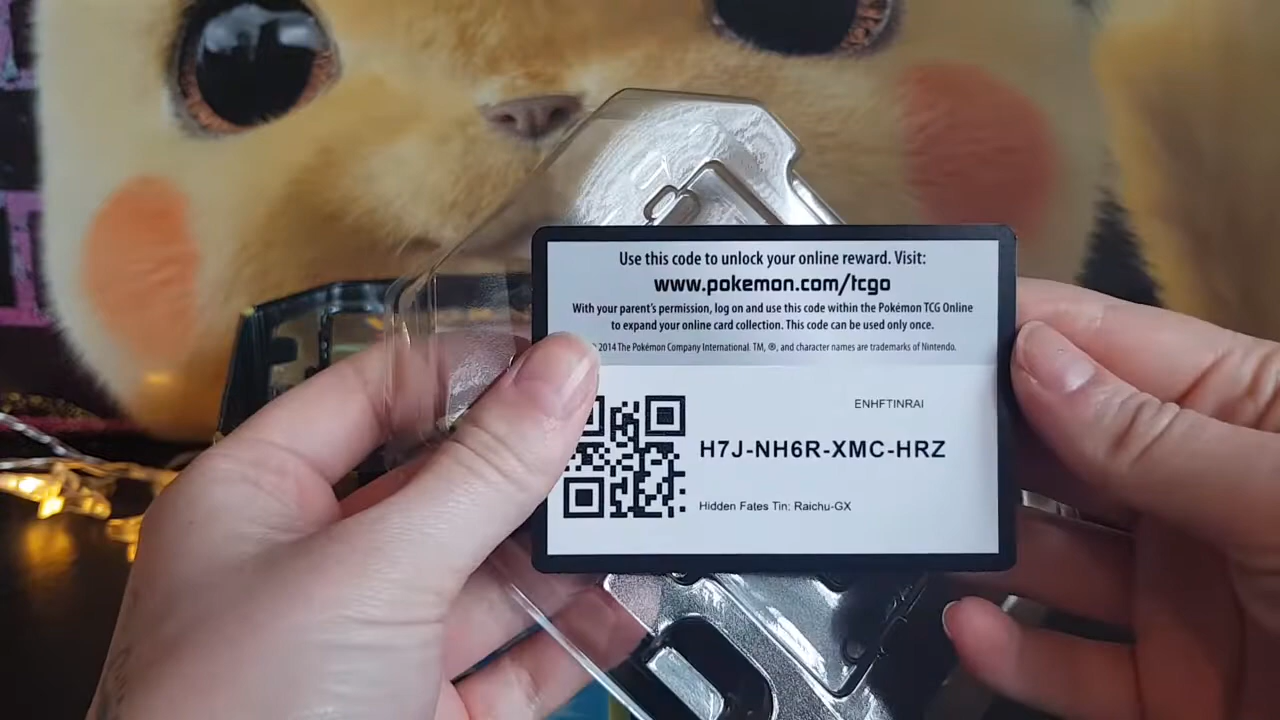 Use this code to unlock your online reward. Visit:
www.pokemon.com/tcgo
With your parent's permission, log on and use this code within the Pokémon TCG Online
to expand your online card collection. This code can be used only once.
2014 The Pokémon Company International. TM, ®, and character names are trademarks of Nintendo.
ENHFTINRAI
H7J-NH6R-XMC-HRZ
Hidden Fates Tin: Raichu-GX